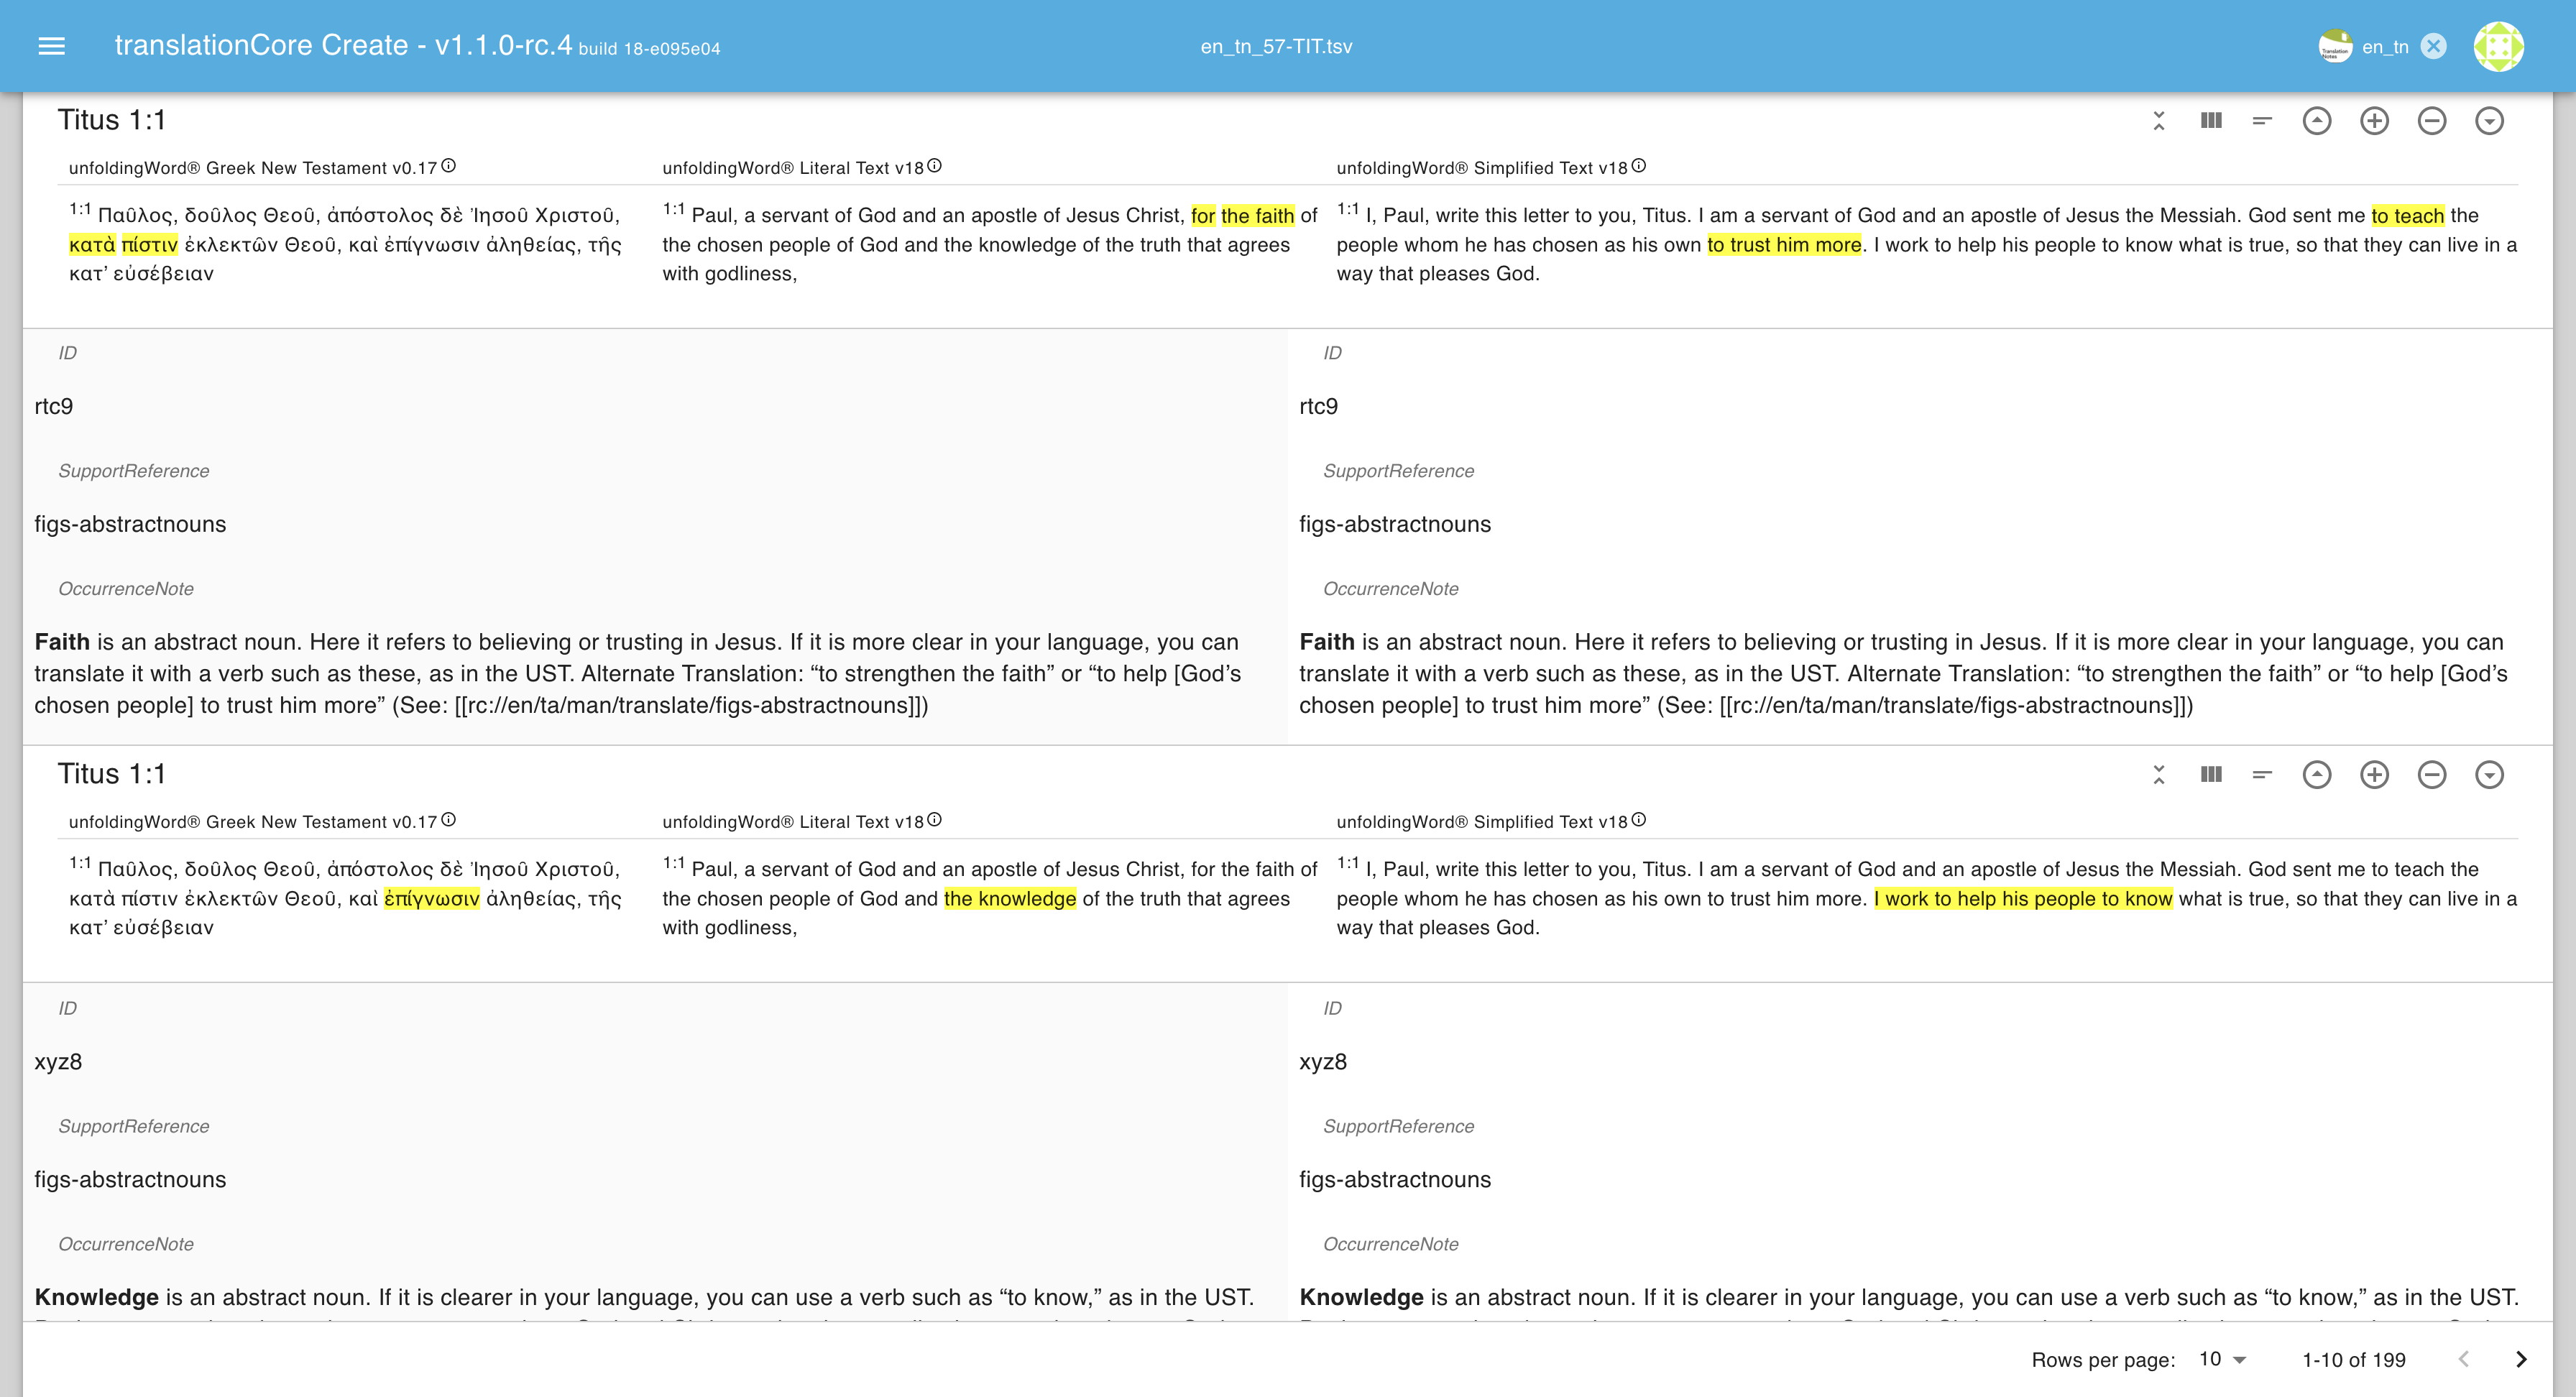 translationCore Create - v1.1.0-rc.4 build 18-e095e04
en_tn_57-TIT.tsv
Translation Notes
en_tn
Titus 1:1
unfoldingWord® Greek New Testament v0.17
unfoldingWord® Literal Text v18
unfoldingWord® Simplified Text v18
1:1 Παῦλος, δοῦλος Θεοῦ, ἀπόστολος δὲ Ἰησοῦ Χριστοῦ,
κατὰ πίστιν ἐκλεκτῶν Θεοῦ, καὶ ἐπίγνωσιν ἀληθείας, τῆς
κατ’ εὐσέβειαν
1:1 Paul, a servant of God and an apostle of Jesus Christ, for the faith of
the chosen people of God and the knowledge of the truth that agrees
with godliness,
1:1 I, Paul, write this letter to you, Titus. I am a servant of God and an apostle of Jesus the Messiah. God sent me to teach the
people whom he has chosen as his own to trust him more. I work to help his people to know what is true, so that they can live in a
way that pleases God.
ID
rtc9
SupportReference
figs-abstractnouns
OccurrenceNote
Faith is an abstract noun. Here it refers to believing or trusting in Jesus. If it is more clear in your language, you can
translate it with a verb such as these, as in the UST. Alternate Translation: “to strengthen the faith” or “to help [God’s
chosen people] to trust him more” (See: [[rc://en/ta/man/translate/figs-abstractnouns]])
ID
rtc9
SupportReference
figs-abstractnouns
OccurrenceNote
Faith is an abstract noun. Here it refers to believing or trusting in Jesus. If it is more clear in your language, you can
translate it with a verb such as these, as in the UST. Alternate Translation: “to strengthen the faith” or “to help [God’s
chosen people] to trust him more” (See: [[rc://en/ta/man/translate/figs-abstractnouns]])
Titus 1:1
unfoldingWord® Greek New Testament v0.17
unfoldingWord® Literal Text v18
unfoldingWord® Simplified Text v18
1:1 Παῦλος, δοῦλος Θεοῦ, ἀπόστολος δὲ Ἰησοῦ Χριστοῦ,
κατὰ πίστιν ἐκλεκτῶν Θεοῦ, καὶ ἐπίγνωσιν ἀληθείας, τῆς
κατ’ εὐσέβειαν
1:1 Paul, a servant of God and an apostle of Jesus Christ, for the faith of
the chosen people of God and the knowledge of the truth that agrees
with godliness,
1:1 I, Paul, write this letter to you, Titus. I am a servant of God and an apostle of Jesus the Messiah. God sent me to teach the
people whom he has chosen as his own to trust him more. I work to help his people to know what is true, so that they can live in a
way that pleases God.
ID
xyz8
SupportReference
figs-abstractnouns
OccurrenceNote
Knowledge is an abstract noun. If it is clearer in your language, you can use a verb such as “to know,” as in the UST.
ID
xyz8
SupportReference
figs-abstractnouns
OccurrenceNote
Knowledge is an abstract noun. If it is clearer in your language, you can use a verb such as “to know,” as in the UST.
Rows per page: 10 1-10 of 199